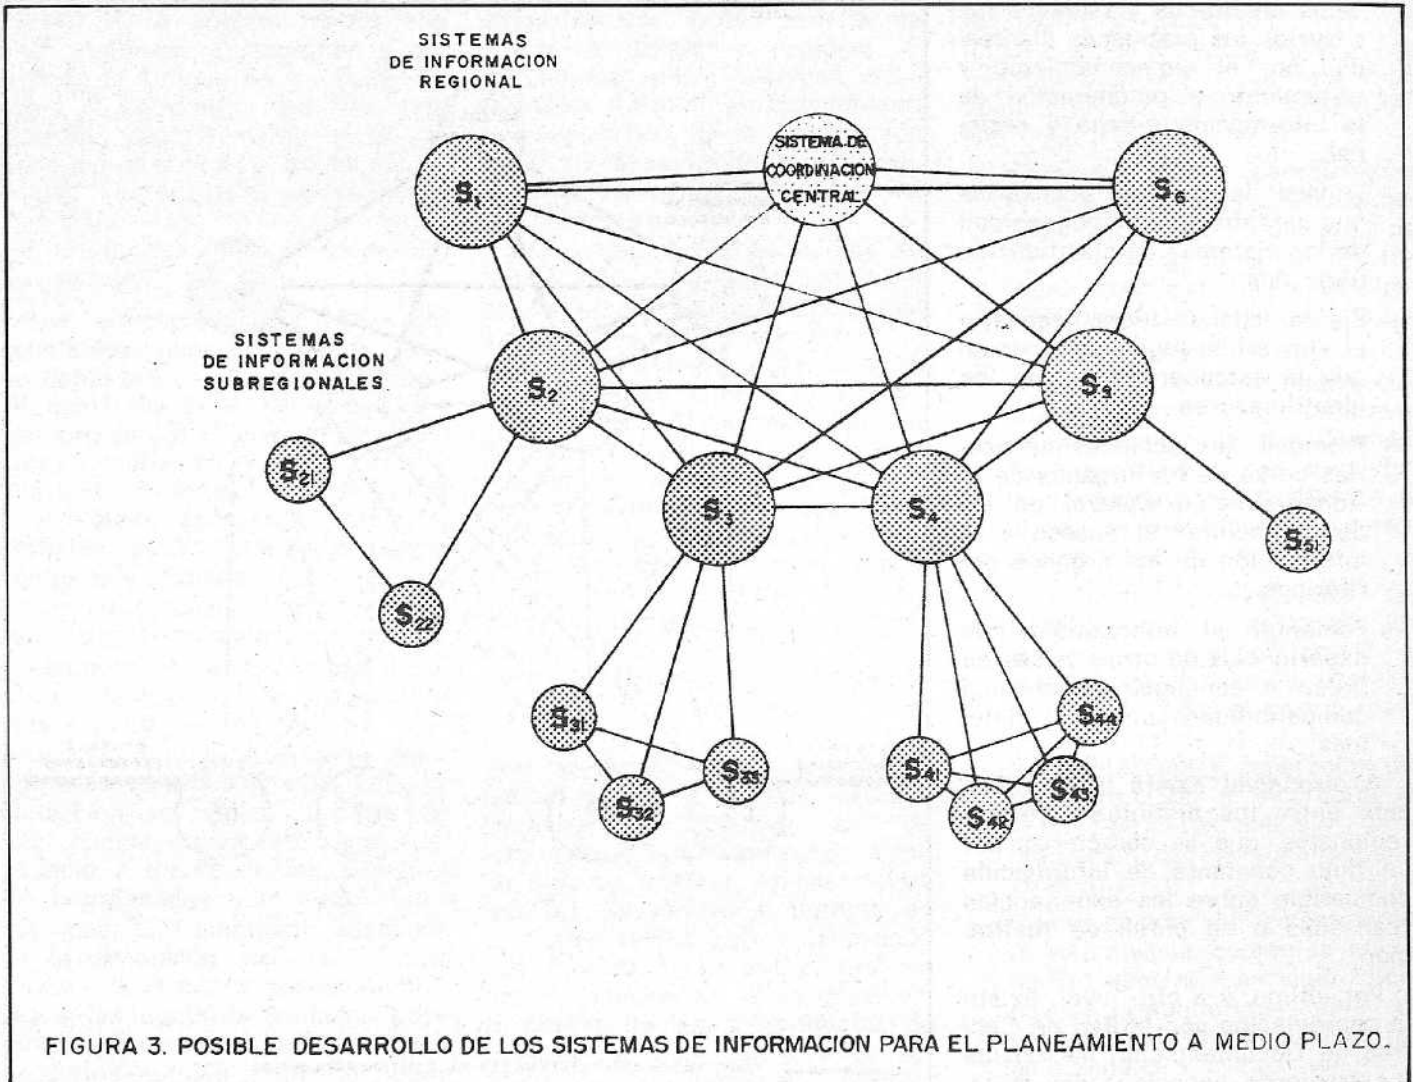 SISTEMAS
DE INFORMACION
REGIONAL
SISTEMA DE
COORDINACION
CENTRAL
S1
S6
SISTEMAS
DE INFORMACION
SUBREGIONALES.
S2
S5
S21
S3
S4
S51
S22
S31
S44
S33
S41
S32
S43
S42
FIGURA 3. POSIBLE DESARROLLO DE LOS SISTEMAS DE INFORMACION PARA EL PLANEAMIENTO A MEDIO PLAZO.